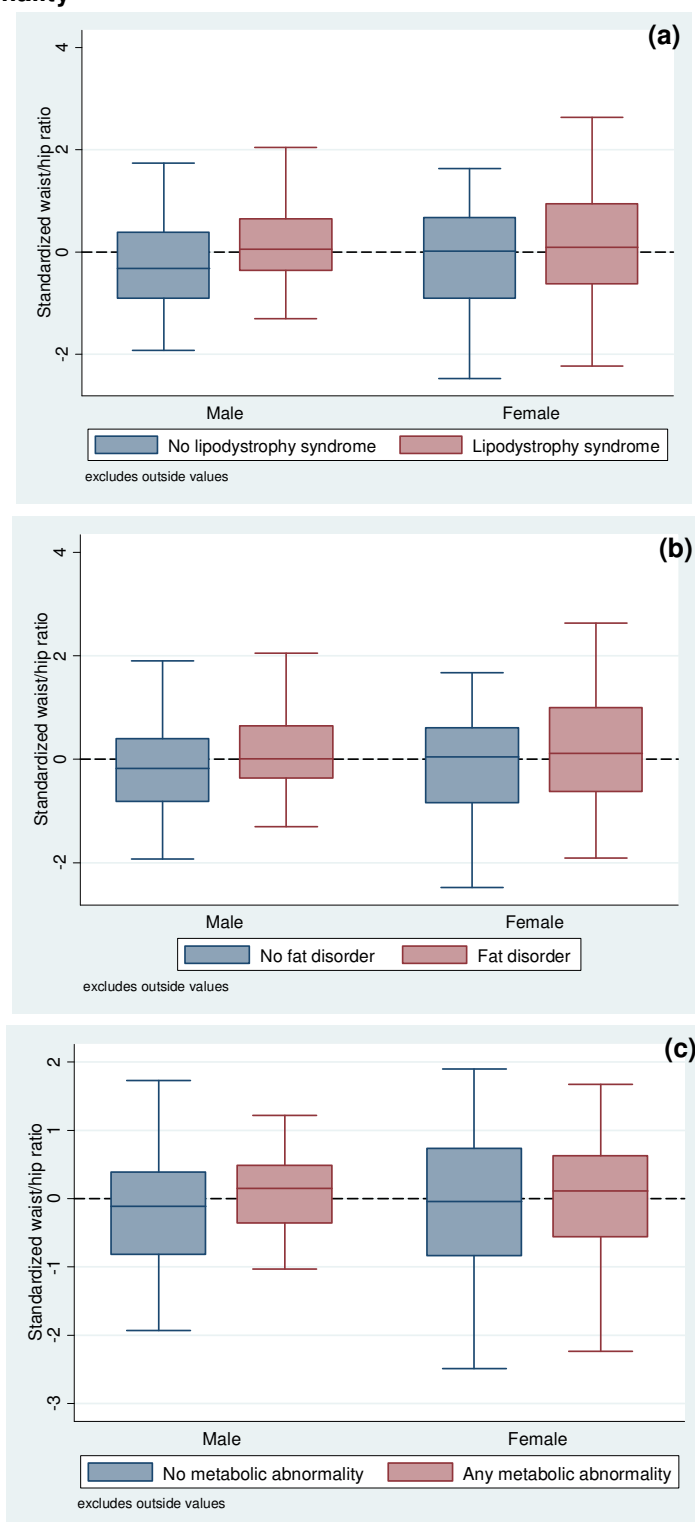 (a)
Standardized waist/hip ratio
4
2
0
-2
Male Female
No lipodystrophy syndrome Lipodystrophy syndrome
excludes outside values
(b)
Standardized waist/hip ratio
4
2
0
-2
Male Female
No fat disorder Fat disorder
excludes outside values
(c)
Standardized waist/hip ratio
2
1
0
-1
-2
-3
Male Female
No metabolic abnormality Any metabolic abnormality
excludes outside values